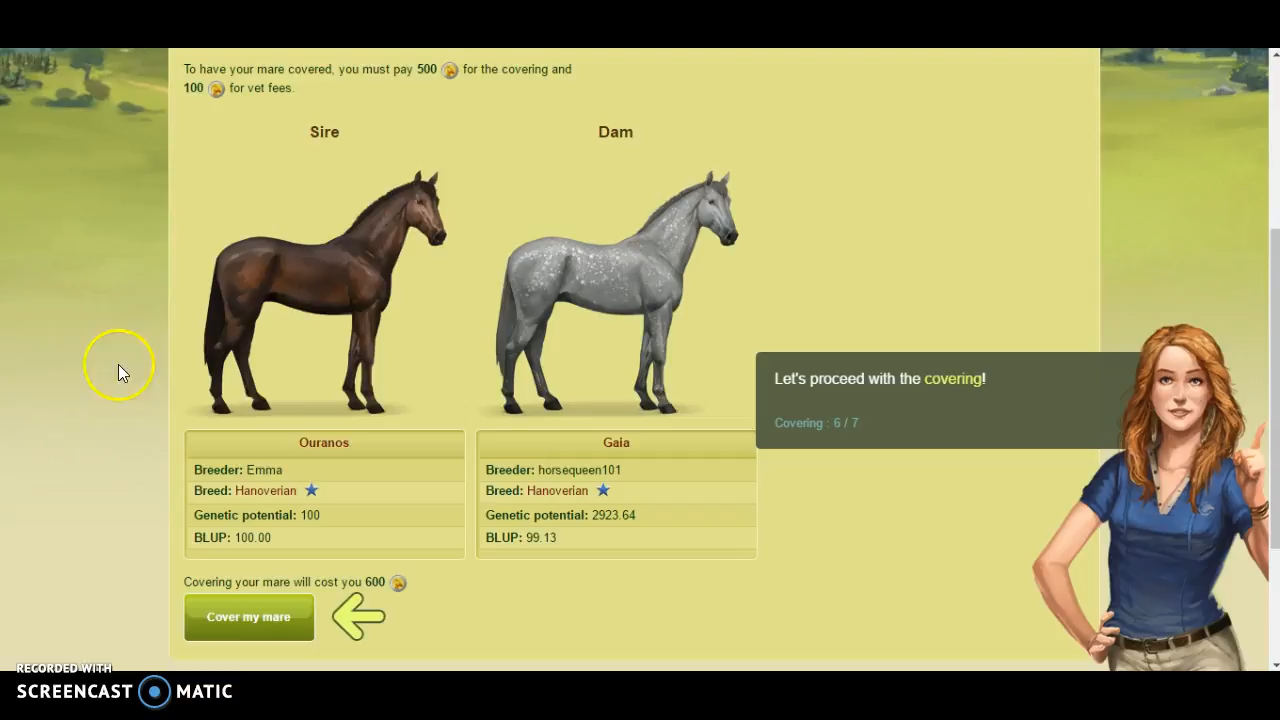 To have your mare covered, you must pay 500 for the covering and
100 for vet fees.
Sire
Dam
Let's proceed with the covering!
Covering : 6 / 7
Ouranos
Breeder: Emma
Breed: Hanoverian
Genetic potential: 100
BLUP: 100.00
Gaia
Breeder: horsequeen101
Breed: Hanoverian
Genetic potential: 2923.64
BLUP: 99.13
Covering your mare will cost you 600
Cover my mare
RECORDED WITH
SCREENCAST MATIC